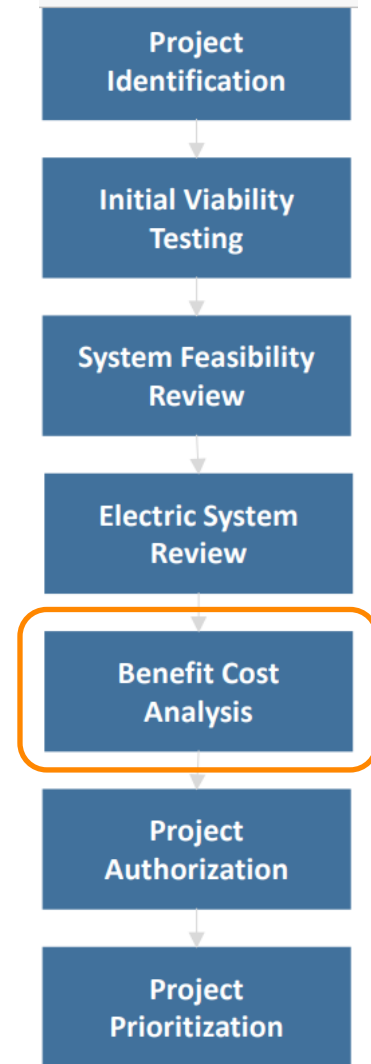 Project
Identification
Initial Viability
Testing
System Feasibility
Review
Electric System
Review
Benefit Cost
Analysis
Project
Authorization
Project
Prioritization